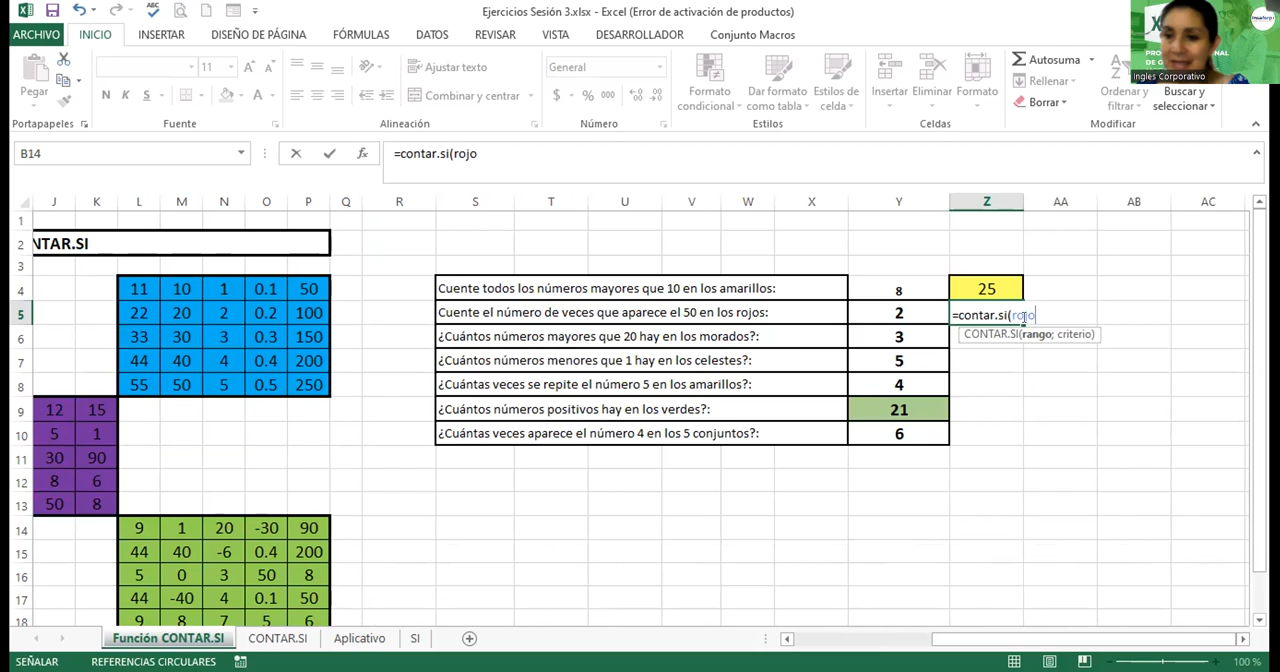 Ejercicios Sesión 3.xlsx - Excel (Error de activación de productos)
ARCHIVO INICIO INSERTAR DISEÑO DE PÁGINA FÓRMULAS DATOS REVISAR VISTA DESARROLLADOR Conjunto Macros
Ingles Corporativo
Pegar
11
N K S
Ajustar texto
Combinar y centrar
General
$ % 000
Formato condicional
Dar formato como tabla
Estilos de celda
Insertar Eliminar Formato
Autosuma
Rellenar
Borrar
Ordenar y filtrar
Buscar y seleccionar
Portapapeles Fuente Alineación Número Estilos Celdas Modificar
B14 fx =contar.si(rojo
J K L M N O P Q R S T U V W X Y Z AA AB AC
1
2 NTAR.SI
3
4 11 10 1 0.1 50 Cuente todos los números mayores que 10 en los amarillos: 8 25
5 22 20 2 0.2 100 Cuente el número de veces que aparece el 50 en los rojos: 2 =contar.si(rojo
CONTAR.SI(rango; criterio)
6 33 30 3 0.3 150 ¿Cuántos números mayores que 20 hay en los morados?: 3
7 44 40 4 0.4 200 ¿Cuántos números menores que 1 hay en los celestes?: 5
8 55 50 5 0.5 250 ¿Cuántas veces se repite el número 5 en los amarillos?: 4
9 12 15 ¿Cuántos números positivos hay en los verdes?: 21
10 5 1 ¿Cuántas veces aparece el número 4 en los 5 conjuntos?: 6
11 30 90
12 8 6
13 50 8
14 9 1 20 -30 90
15 44 40 -6 0.4 200
16 5 0 3 50 8
17 44 -40 4 0.1 50
18 9 8 7 5 6
Función CONTAR.SI CONTAR.SI Aplicativo SI
SEÑALAR REFERENCIAS CIRCULARES 100 %